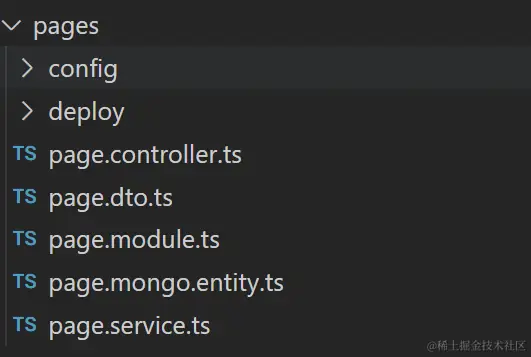 pages
config
deploy
TS page.controller.ts
TS page.dto.ts
TS page.module.ts
TS page.mongo.entity.ts
TS page.service.ts
@稀土掘金技术社区